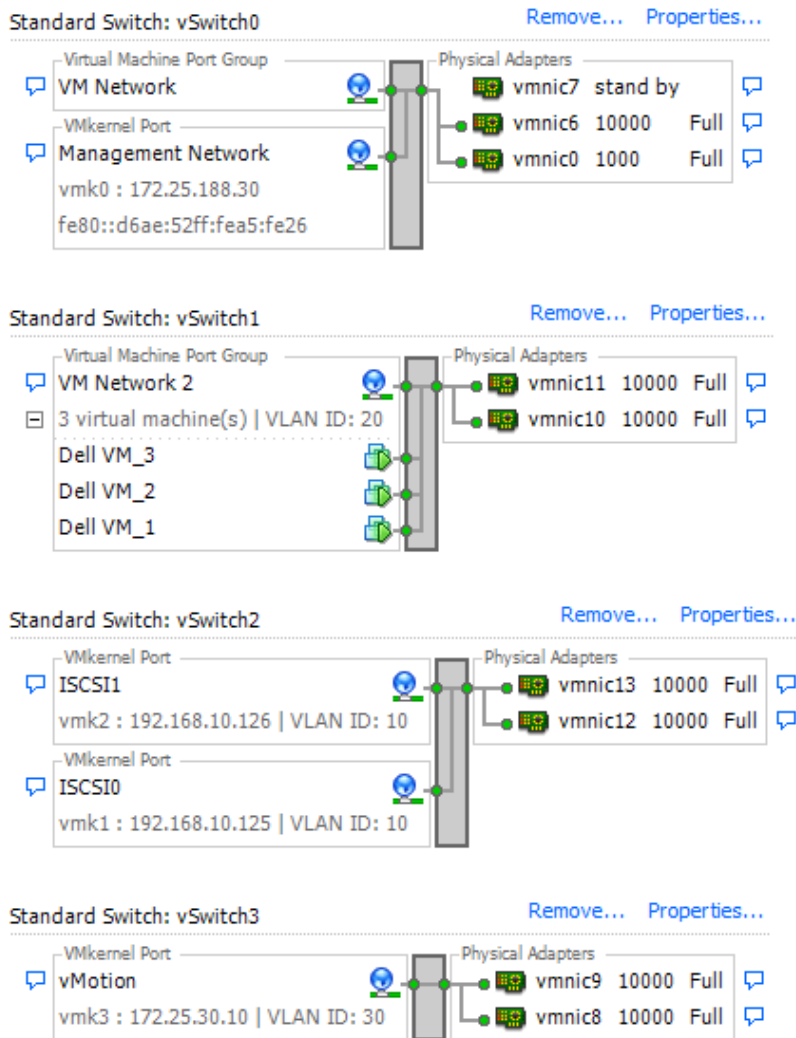 Standard Switch: vSwitch0 Remove... Properties...
Virtual Machine Port Group Physical Adapters
VM Network vmnic7 stand by
vmnic6 10000 Full
VMkernel Port
Management Network vmnic0 1000 Full
vmk0 : 172.25.188.30
fe80::d6ae:52ff:fea5:fe26
Standard Switch: vSwitch1 Remove... Properties...
Virtual Machine Port Group Physical Adapters
VM Network 2 vmnic11 10000 Full
3 virtual machine(s) | VLAN ID: 20 vmnic10 10000 Full
Dell VM_3
Dell VM_2
Dell VM_1
Standard Switch: vSwitch2 Remove... Properties...
VMkernel Port Physical Adapters
ISCSI1 vmnic13 10000 Full
vmk2 : 192.168.10.126 | VLAN ID: 10 vmnic12 10000 Full
VMkernel Port
ISCSI0
vmk1 : 192.168.10.125 | VLAN ID: 10
Standard Switch: vSwitch3 Remove... Properties...
VMkernel Port Physical Adapters
vMotion vmnic9 10000 Full
vmk3 : 172.25.30.10 | VLAN ID: 30 vmnic8 10000 Full